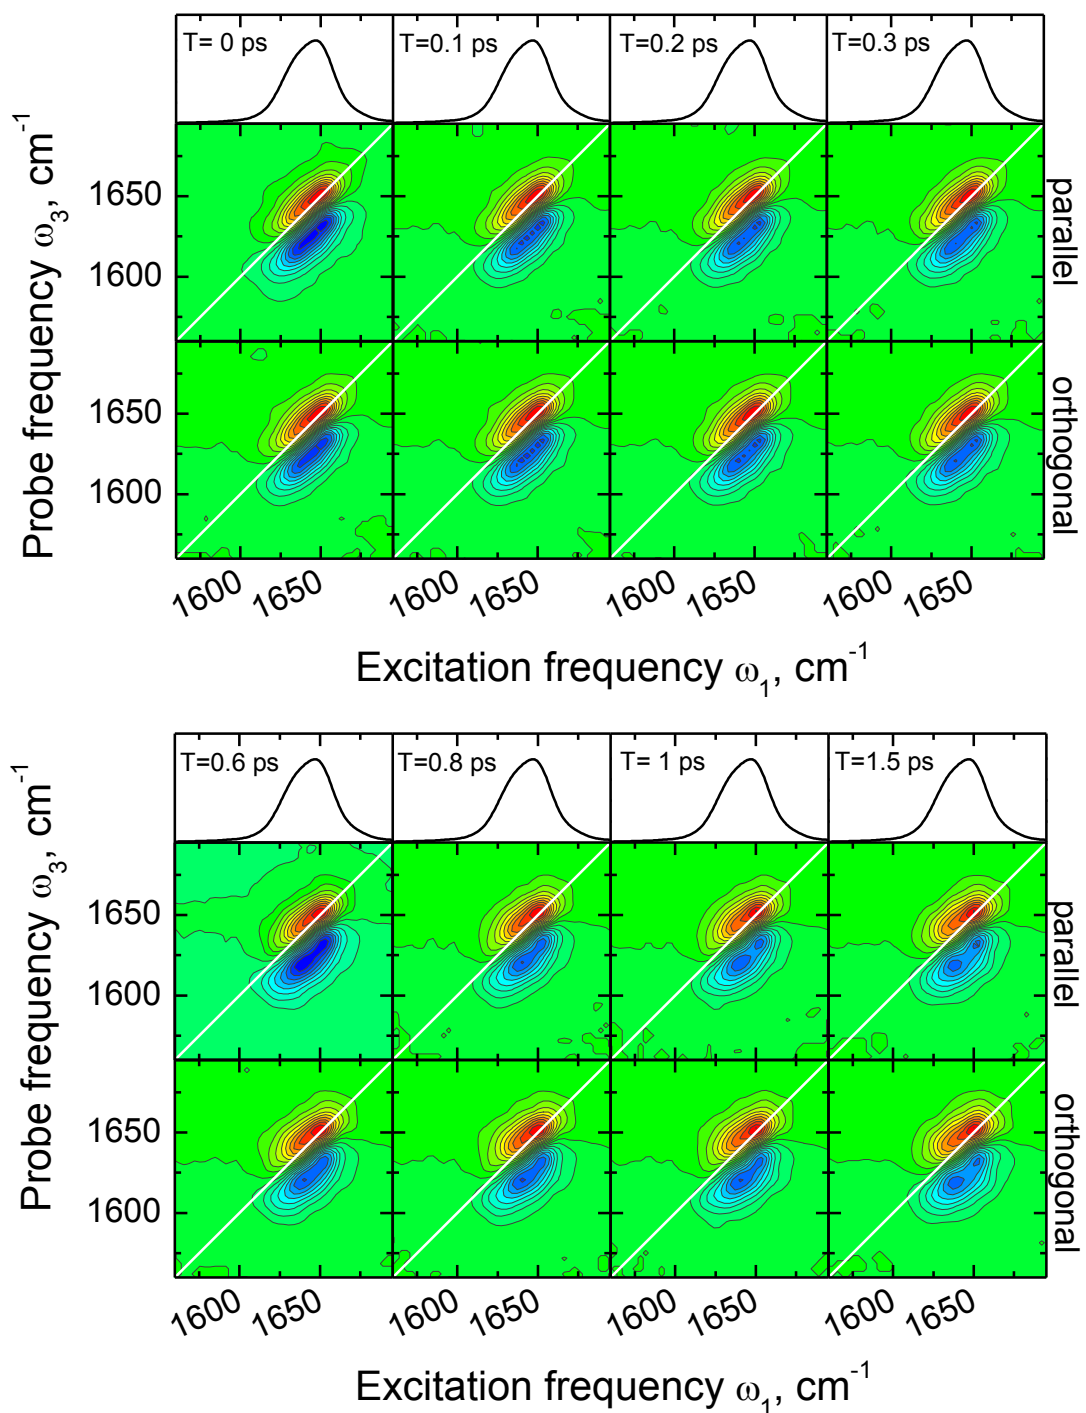 T= 0 ps T=0.1 ps T=0.2 ps T=0.3 ps
Probe frequency ω₃, cm⁻¹
1650
1600
parallel
1650
1600
orthogonal
1600 1650 1600 1650 1600 1650 1600 1650
Excitation frequency ω₁, cm⁻¹
T=0.6 ps T=0.8 ps T= 1 ps T=1.5 ps
Probe frequency ω₃, cm⁻¹
1650
1600
parallel
1650
1600
orthogonal
1600 1650 1600 1650 1600 1650 1600 1650
Excitation frequency ω₁, cm⁻¹